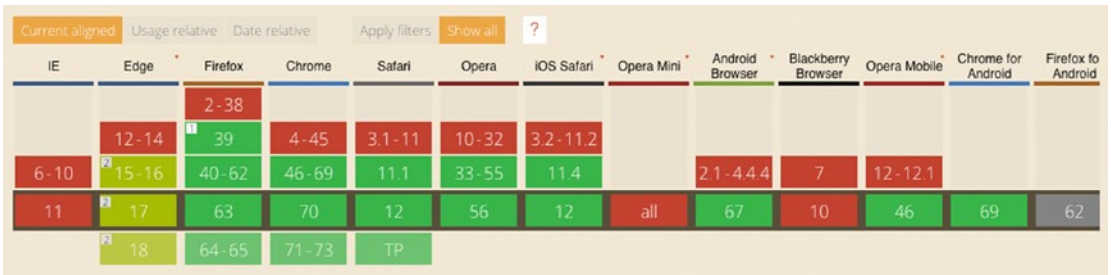 Current aligned Usage relative Date relative Apply filters Show all ?
IE Edge * Firefox Chrome Safari Opera iOS Safari * Opera Mini * Android Browser * Blackberry Browser Opera Mobile * Chrome for Android Firefox fo Android
2-38
12-14 1 39 4-45 3.1-11 10-32 3.2-11.2
6-10 2 15-16 40-62 46-69 11.1 33-55 11.4 2.1-4.4.4 7 12-12.1
11 2 17 63 70 12 56 12 all 67 10 46 69 62
2 18 64-65 71-73 TP